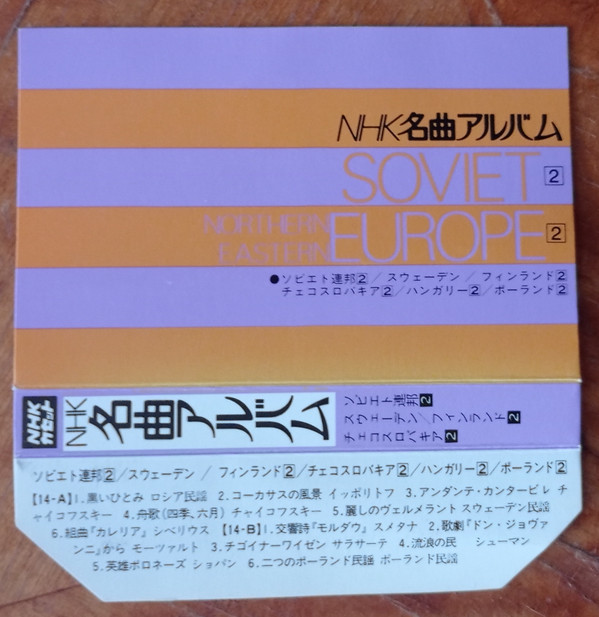 NHK名曲アルバム
SOVIET 2
NORTHERN
EASTERN EUROPE 2
●ソビエト連邦2／スウェーデン／フィンランド2
チェコスロバキア2／ハンガリー2／ポーランド2
NHKカセット
NHK名曲アルバム
ソビエト連邦2
スウェーデン／フィンランド2
チェコスロバキア2
ソビエト連邦2／スウェーデン／フィンランド2／チェコスロバキア2／ハンガリー2／ポーランド2
【14-A】1.黒いひとみ ロシア民謡 2.コーカサスの風景 イッポリトフ 3.アンダンテ・カンタービレ チ
ャイコフスキー 4.舟歌(四季、六月) チャイコフスキー 5.麗しのヴェルメラント スウェーデン民謡
6.組曲『カレリア』シベリウス 【14-B】1.交響詩『モルダウ』スメタナ 2.歌劇『ドン・ジョヴァ
ンニ』から モーツァルト 3.チゴイナーワイゼン サラサーテ 4.流浪の民 シューマン
5.英雄ポロネーズ ショパン 6.二つのポーランド民謡 ポーランド民謡